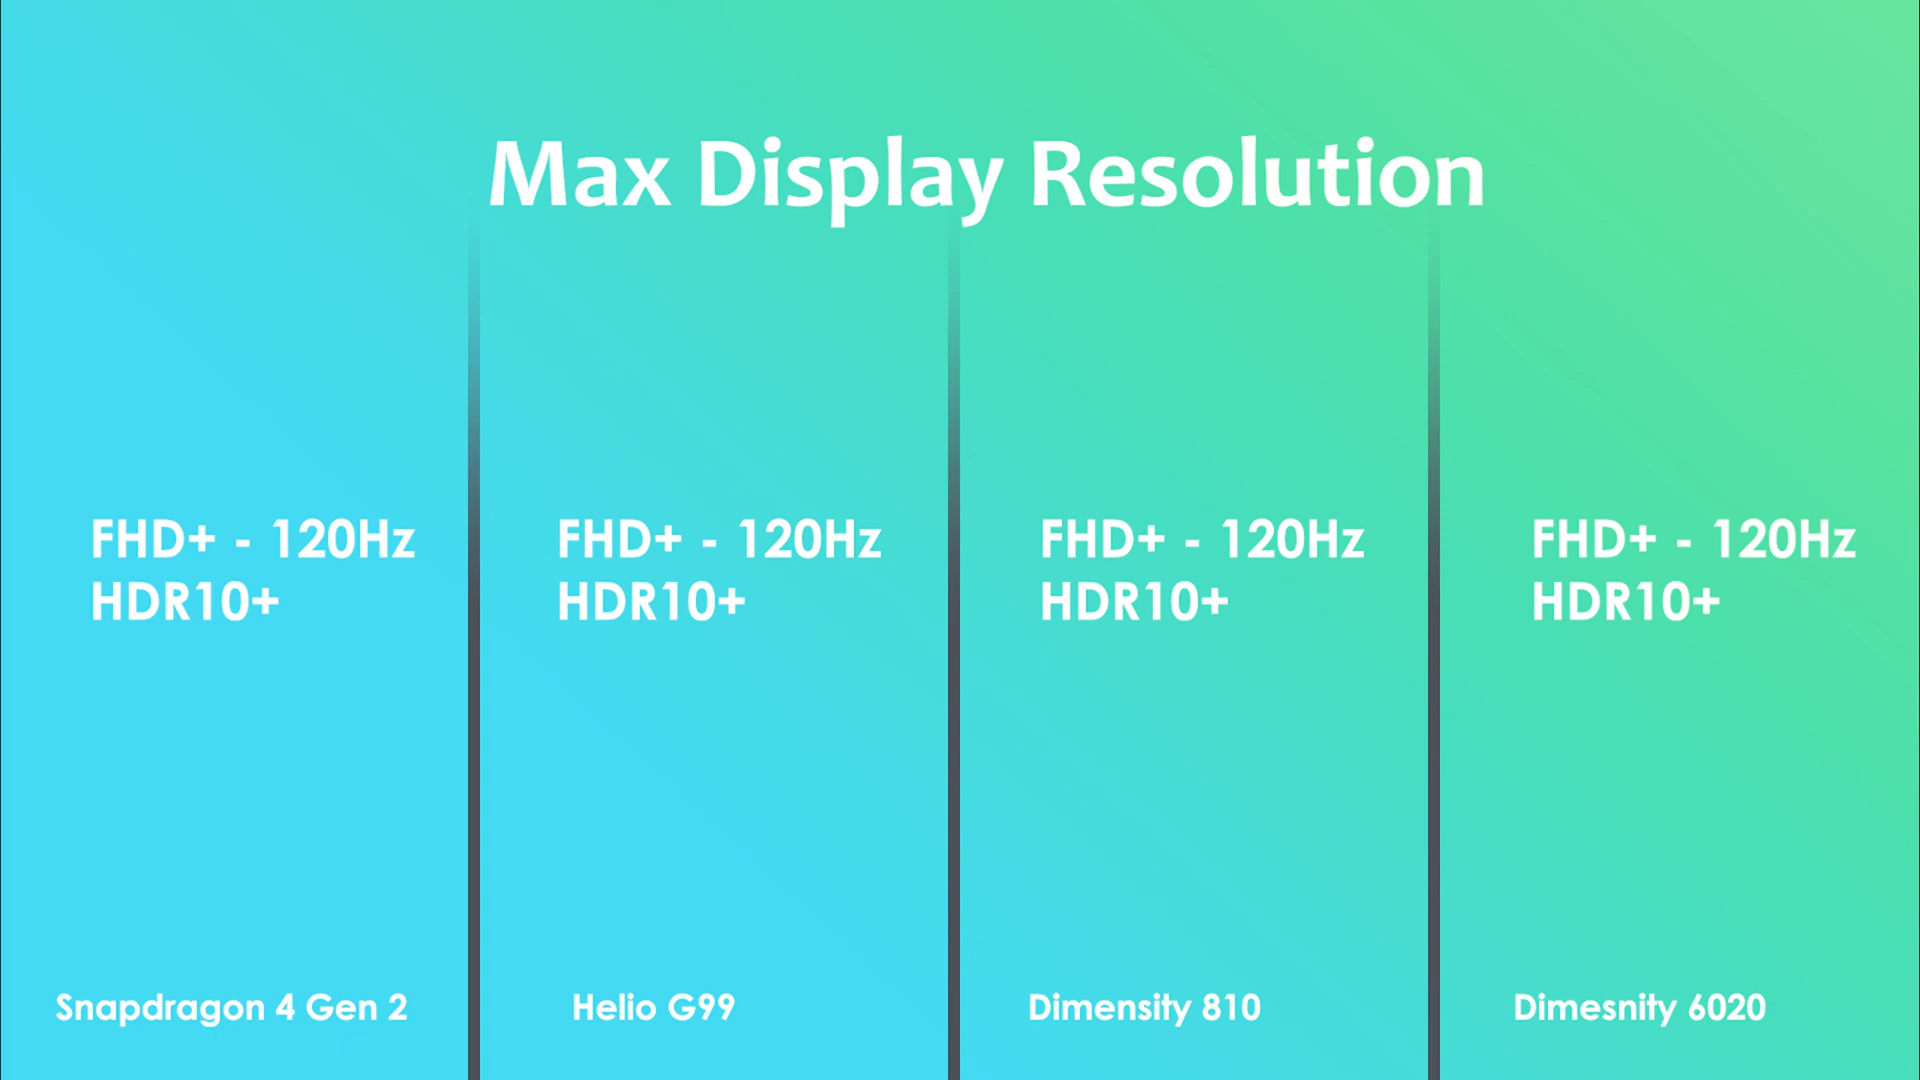 Max Display Resolution
FHD+ - 120Hz
HDR10+
FHD+ - 120Hz
HDR10+
FHD+ - 120Hz
HDR10+
FHD+ - 120Hz
HDR10+
Snapdragon 4 Gen 2
Helio G99
Dimensity 810
Dimesnity 6020